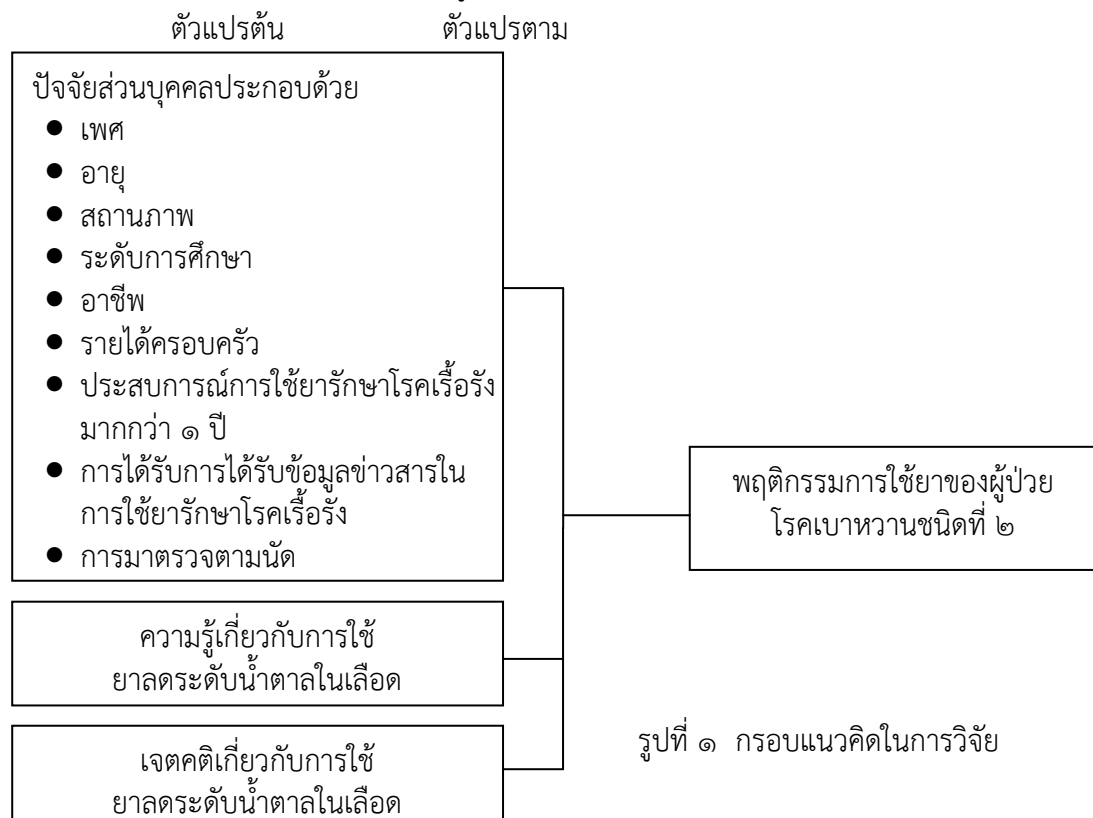 ตัวแปรต้น ตัวแปรตาม
ปัจจัยส่วนบุคคลประกอบด้วย
● เพศ
● อายุ
● สถานภาพ
● ระดับการศึกษา
● อาชีพ
● รายได้ครอบครัว
● ประสบการณ์การใช้ยารักษาโรคเรื้อรัง
มากกว่า ๑ ปี
● การได้รับการได้รับข้อมูลข่าวสารใน
การใช้ยารักษาโรคเรื้อรัง
● การมาตรวจตามนัด
พฤติกรรมการใช้ยาของผู้ป่วย
โรคเบาหวานชนิดที่ ๒
ความรู้เกี่ยวกับการใช้
ยาลดระดับน้ำตาลในเลือด
เจตคติเกี่ยวกับการใช้
ยาลดระดับน้ำตาลในเลือด
รูปที่ ๑ กรอบแนวคิดในการวิจัย